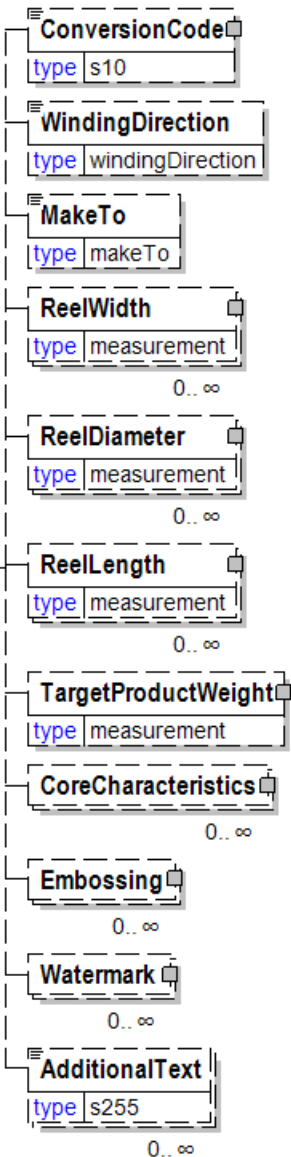 ConversionCode
type s10
WindingDirection
type windingDirection
MakeTo
type makeTo
ReelWidth
type measurement
0.. ∞
ReelDiameter
type measurement
0.. ∞
ReelLength
type measurement
0.. ∞
TargetProductWeight
type measurement
CoreCharacteristics
0.. ∞
Embossing
0.. ∞
Watermark
0.. ∞
AdditionalText
type s255
0.. ∞